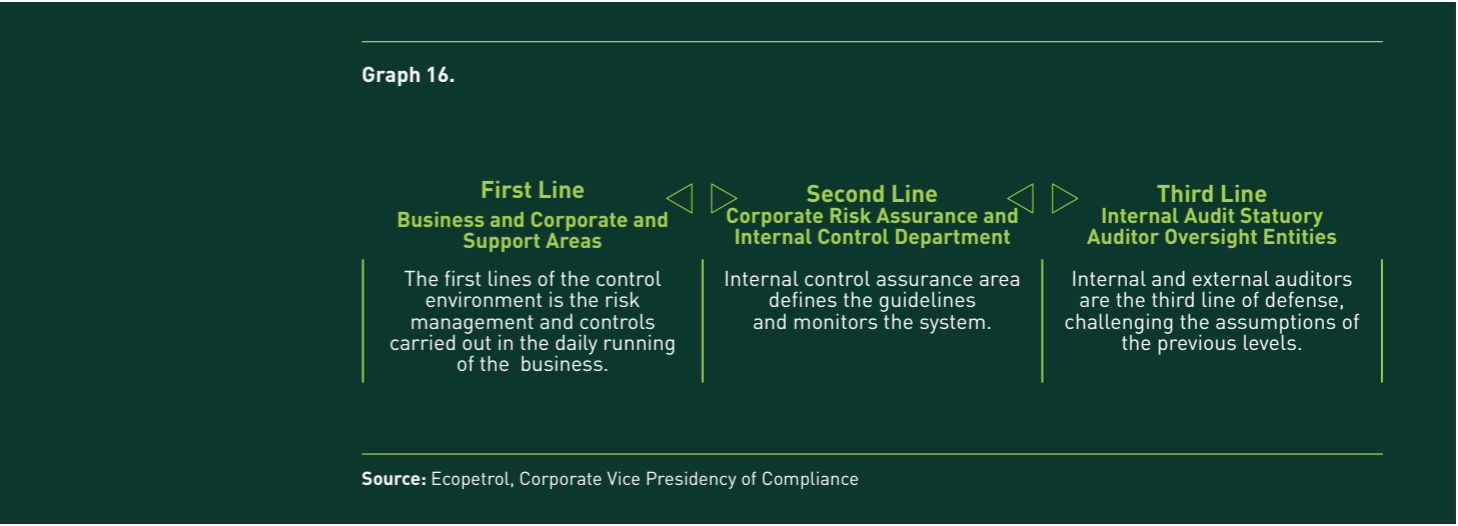 Graph 16.
First Line
Business and Corporate and
Support Areas
The first lines of the control
environment is the risk
management and controls
carried out in the daily running
of the business.
Second Line
Corporate Risk Assurance and
Internal Control Department
Internal control assurance area
defines the guidelines
and monitors the system.
Third Line
Internal Audit Statuory
Auditor Oversight Entities
Internal and external auditors
are the third line of defense,
challenging the assumptions of
the previous levels.
Source: Ecopetrol, Corporate Vice Presidency of Compliance